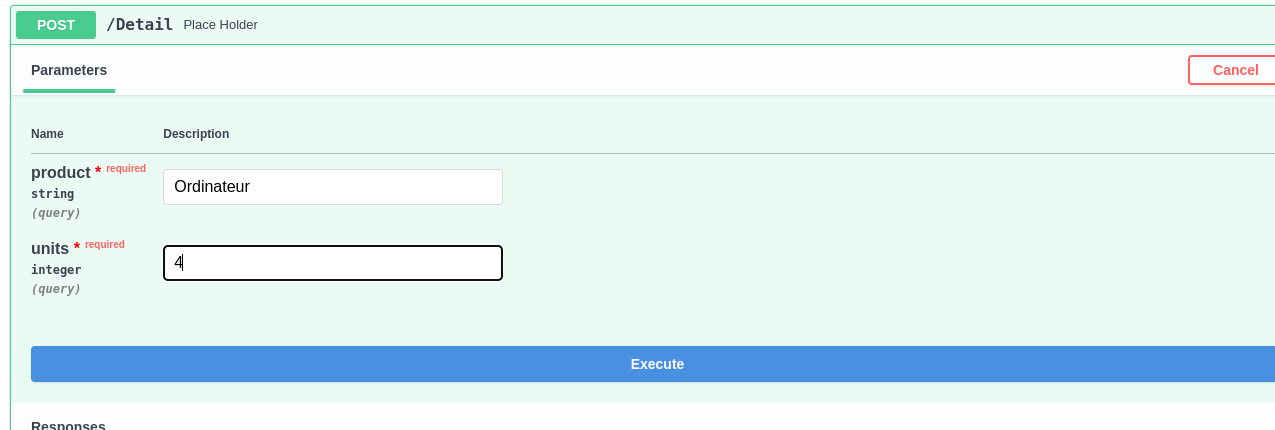 POST /Detail Place Holder
Parameters Cancel
Name Description
product * required Ordinateur
string
(query)
units * required 4
integer
(query)
Execute
Responses